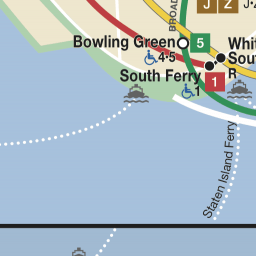 BROAD
J Z J·Z
Bowling Green 5
4·5
Whit
South Ferry Sout
1 R
1
Staten Island Ferry